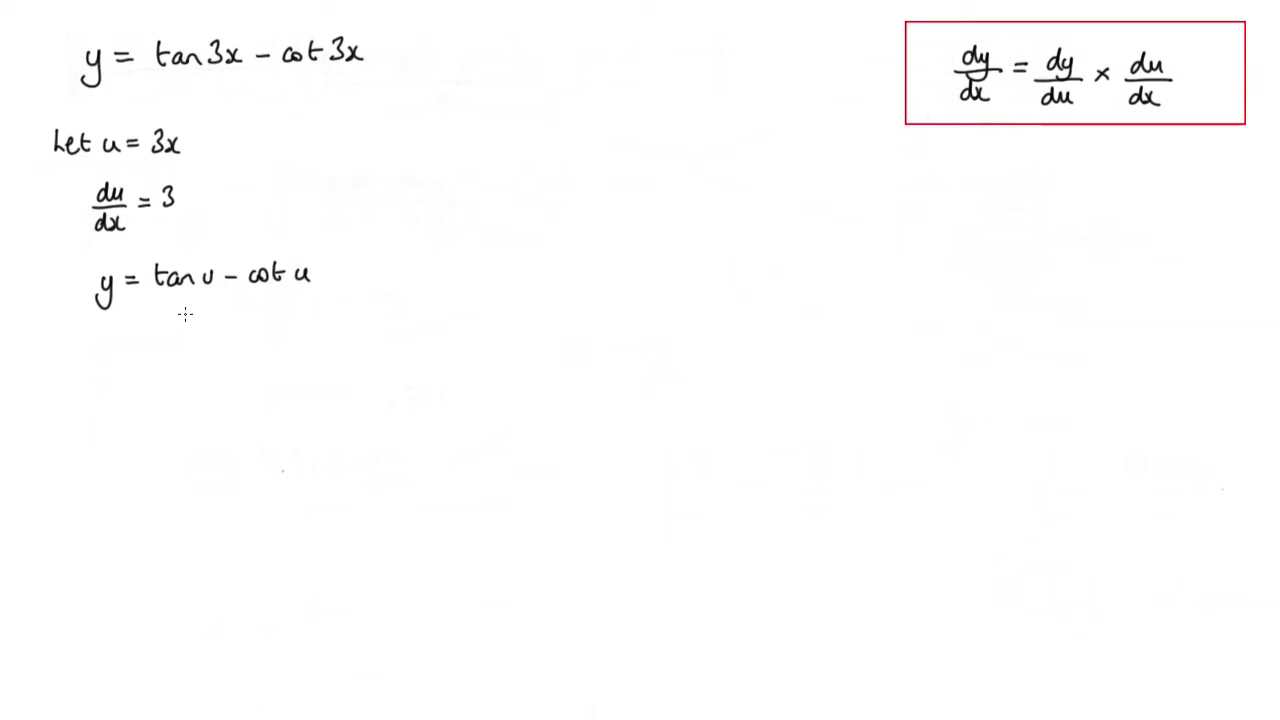 y = tan 3x − cot 3x
dy/dx = dy/du × du/dx
Let u = 3x
du/dx = 3
y = tan u − cot u